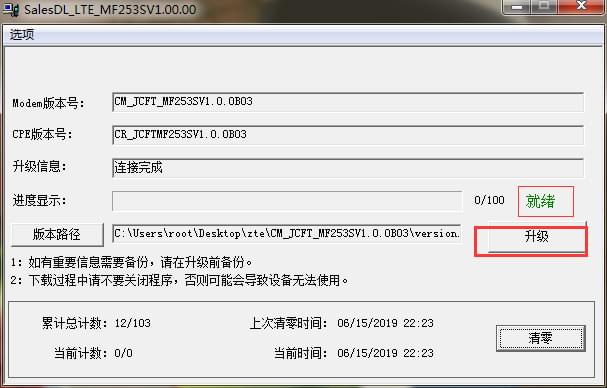 SalesDL_LTE_MF253SV1.00.00
选项
Modem版本号： CM_JCFT_MF253SV1.0.0B03
CPE版本号： CR_JCFTMF253SV1.0.0B03
升级信息： 连接完成
进度显示： 0/100 就绪
版本路径 C:\Users\root\Desktop\zte\CM_JCFT_MF253SV1.0.0B03\version. 升级
1：如有重要信息需要备份，请在升级前备份。
2：下载过程中请不要关闭程序，否则可能会导致设备无法使用。
累计总计数：12/103 上次清零时间： 06/15/2019 22:23
当前计数：0/0 当前时间： 06/15/2019 22:23
清零